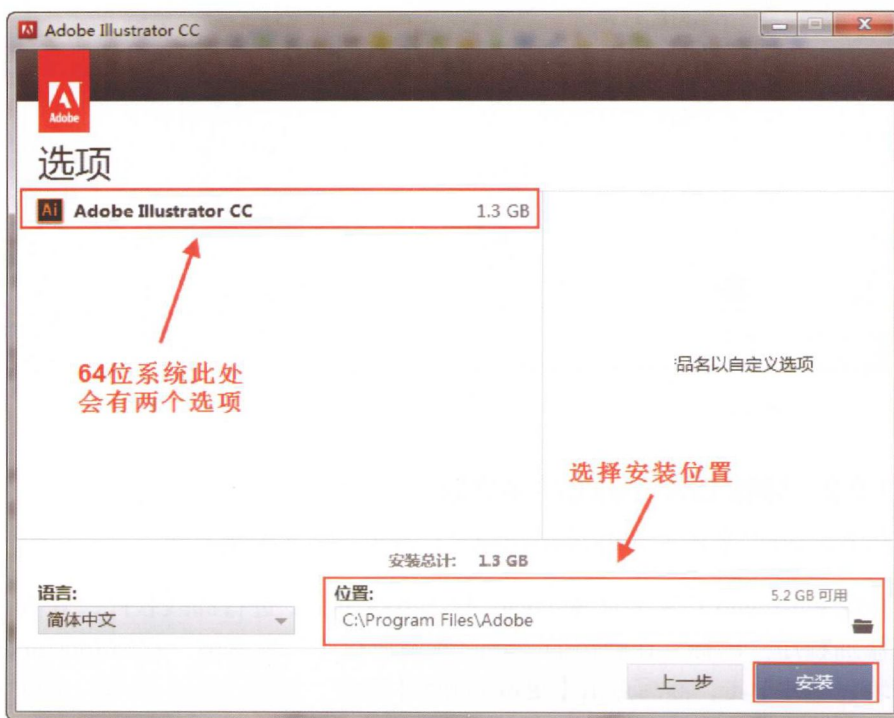 Adobe Illustrator CC
Adobe
选项
Ai Adobe Illustrator CC 1.3 GB
64位系统此处
会有两个选项
品名以自定义选项
选择安装位置
安装总计: 1.3 GB
语言:
简体中文
位置: 5.2 GB 可用
C:\Program Files\Adobe
上一步 安装